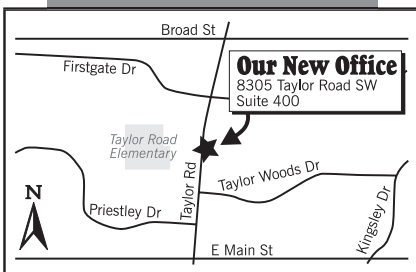 Broad St
Firstgate Dr
Our New Office
8305 Taylor Road SW
Suite 400
Taylor Road
Elementary
Taylor Rd
Taylor Woods Dr
N
Priestley Dr
Kingsley Dr
E Main St